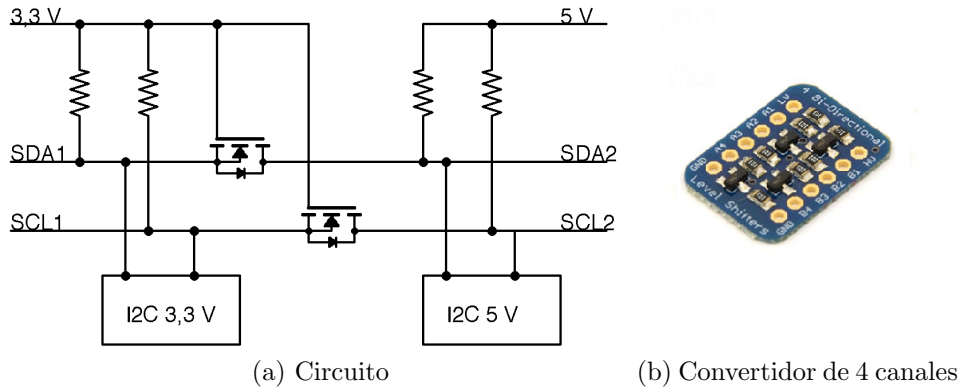 3,3 V
5 V
SDA1
SDA2
SCL1
SCL2
I2C 3,3 V
I2C 5 V
4 Bi-Directional
LV A1 A2 A3 A4 GND
HV B1 B2 B3 B4 GND
Level Shifters
(a) Circuito
(b) Convertidor de 4 canales